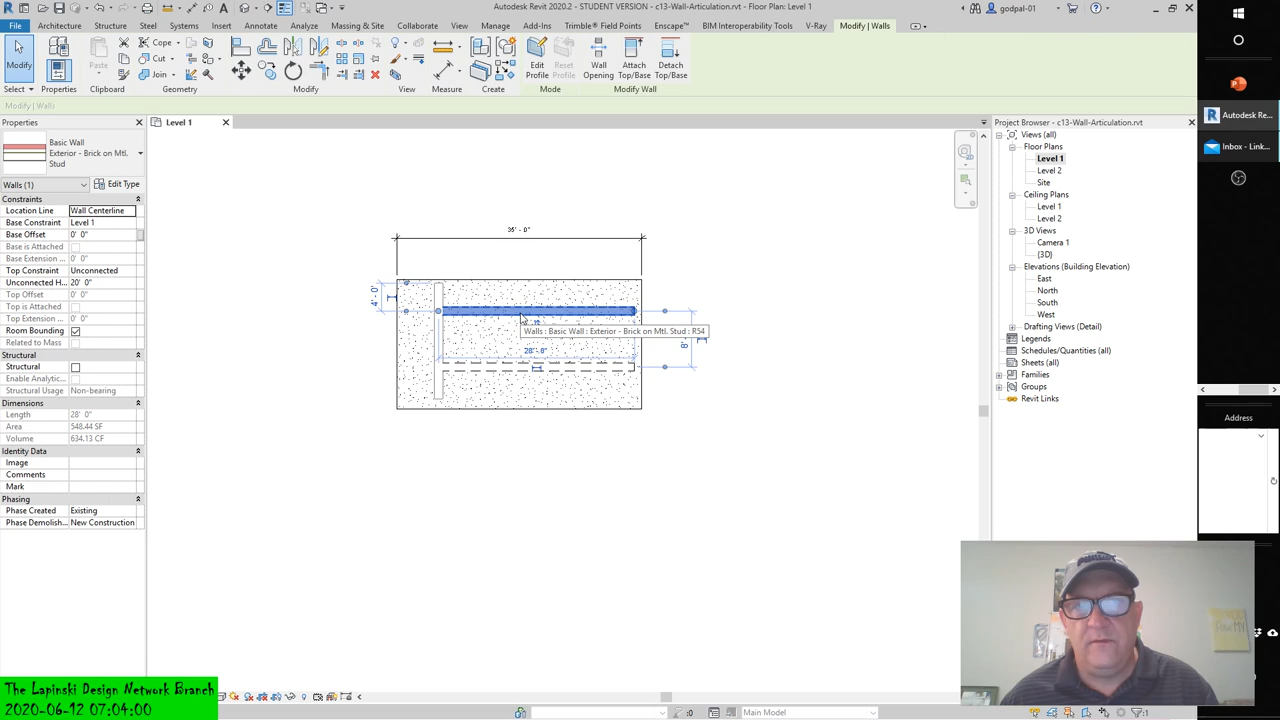 Autodesk Revit 2020.2 - STUDENT VERSION - c13-Wall-Articulation.rvt - Floor Plan: Level 1
godpal-01
File Architecture Structure Steel Systems Insert Annotate Analyze Massing & Site Collaborate View Manage Add-Ins Trimble® Field Points Enscape™ BIM Interoperability Tools V-Ray Modify | Walls
Modify
Paste
Cope
Cut
Join
Edit Profile
Reset Profile
Wall Opening
Attach Top/Base
Detach Top/Base
Select Properties Clipboard Geometry Modify View Measure Create Mode Modify Wall
Modify | Walls
Properties
Basic Wall
Exterior - Brick on Mtl. Stud
Walls (1)
Edit Type
Constraints
Location Line Wall Centerline
Base Constraint Level 1
Base Offset 0' 0"
Base is Attached
Base Extension ...
Top Constraint Unconnected
Unconnected H... 20' 0"
Top Offset 0' 0"
Top is Attached
Top Extension ... 0' 0"
Room Bounding
Related to Mass
Structural
Structural
Enable Analytic...
Structural Usage Non-bearing
Dimensions
Length 28' 0"
Area 548.44 SF
Volume 634.13 CF
Identity Data
Image
Comments
Mark
Phasing
Phase Created Existing
Phase Demolish... New Construction
Level 1
4' 0"
Walls : Basic Wall : Exterior - Brick on Mtl. Stud : R54
28' - 0"
8'
Project Browser - c13-Wall-Articulation.rvt
Views (all)
Floor Plans
Level 1
Level 2
Site
Ceiling Plans
Level 1
Level 2
3D Views
Camera 1
{3D}
Elevations (Building Elevation)
East
North
South
West
Drafting Views (Detail)
Legends
Schedules/Quantities (all)
Sheets (all)
Families
Groups
Revit Links
Autodesk Re...
Inbox - Link...
Address
:0
Main Model
:1
The Lapinski Design Network Branch
2020-06-12 07:04:00